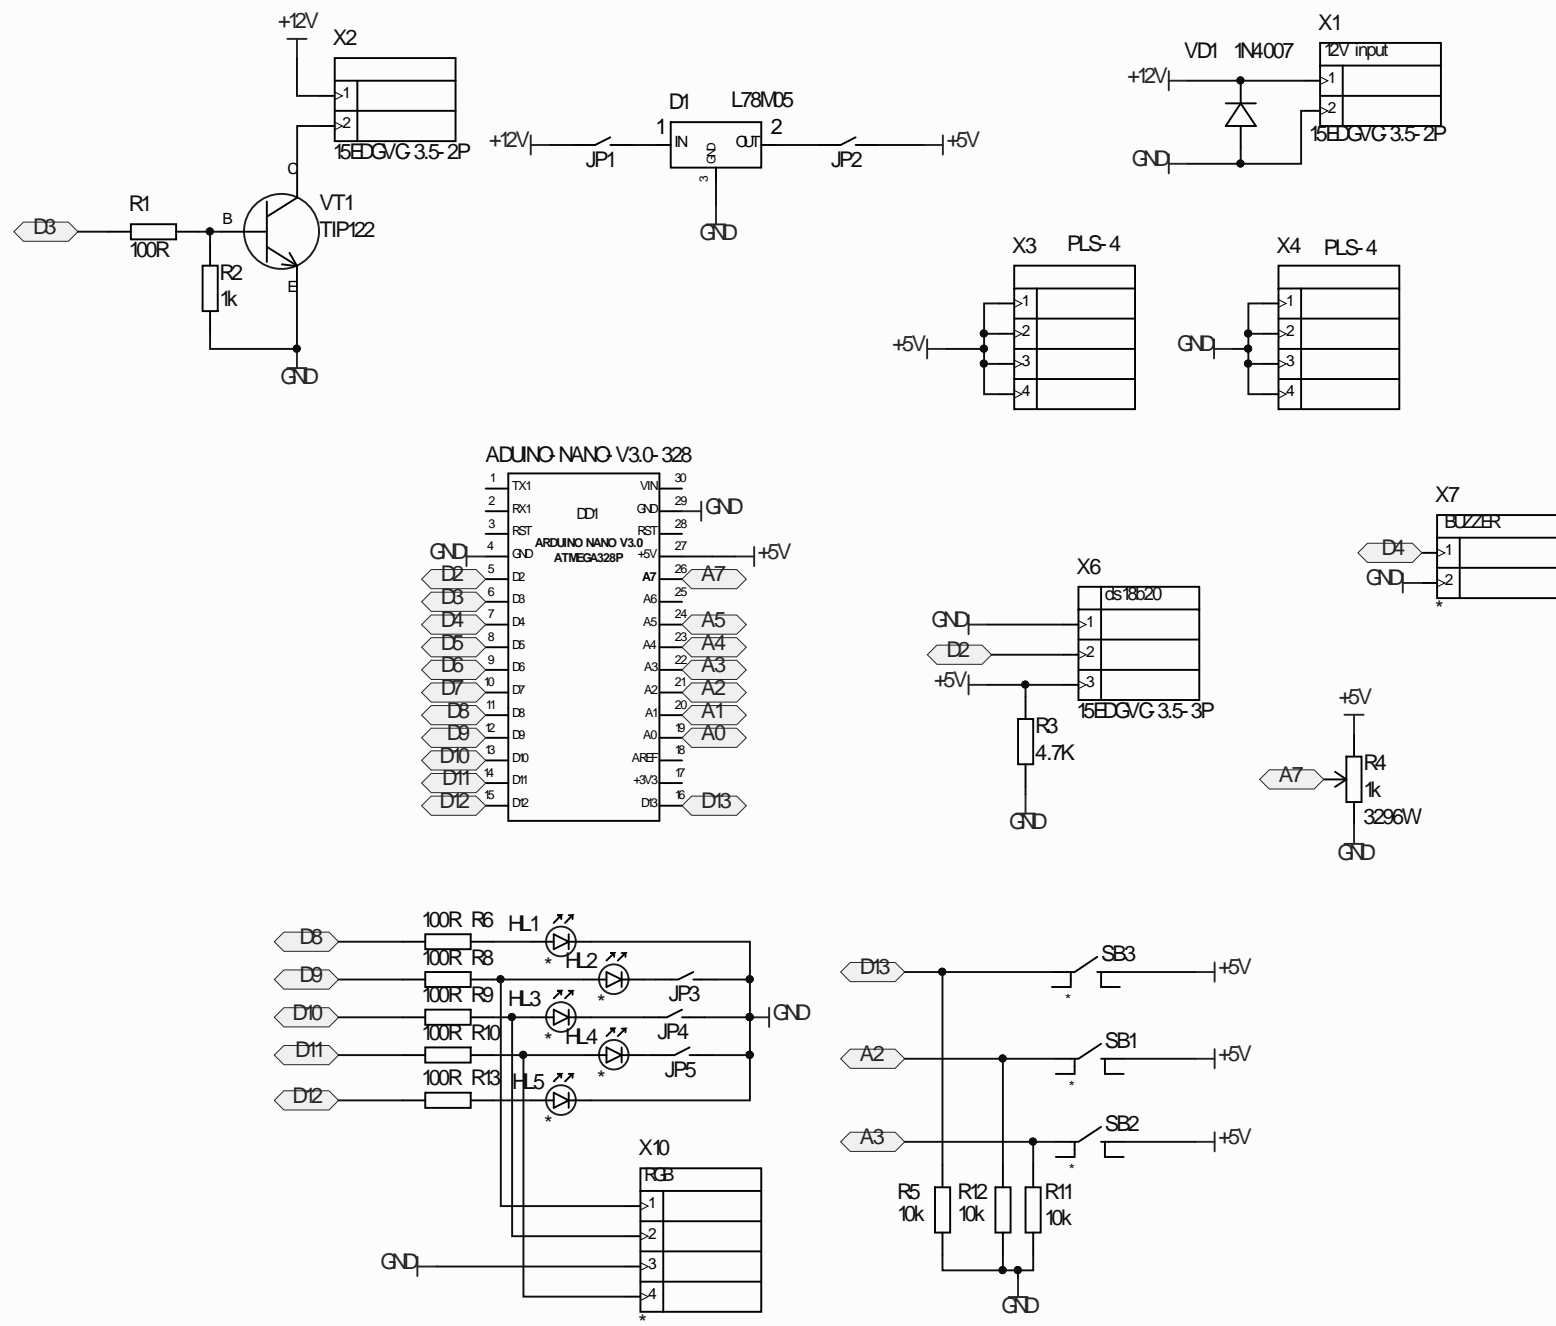 +12V
X2
1
2
15EDGVG-3.5-2P
C
B
E
VT1
TIP122
D3
R1
100R
R2
1k
GND
+12V
JP1
D1
L78M05
1
IN
OUT
2
GND
3
GND
JP2
+5V
X1
VD1 1N4007
12V input
+12V
1
2
15EDGVG-3.5-2P
GND
X3 PLS-4
1
2
3
4
+5V
X4 PLS-4
1
2
3
4
GND
ADUINO-NANO-V3.0-328
DD1
ARDUINO NANO V3.0
ATMEGA328P
1 TX1 VIN 30
2 RX1 GND 29 GND
3 RST RST 28
GND 4 GND +5V 27 +5V
D2 5 D2 A7 26 A7
D3 6 D3 A6 25
D4 7 D4 A5 24 A5
D5 8 D5 A4 23 A4
D6 9 D6 A3 22 A3
D7 10 D7 A2 21 A2
D8 11 D8 A1 20 A1
D9 12 D9 A0 19 A0
D10 13 D10 AREF 18
D11 14 D11 +3V3 17
D12 15 D12 D13 16 D13
X6
ds18b20
GND 1
D2 2
+5V 3
15EDGVG-3.5-3P
R3
4.7K
GND
X7
BUZZER
D4 1
GND 2
*
+5V
A7
R4
1k
3296W
GND
D8 100R R6 HL1 *
D9 100R R8 HL2 * JP3
D10 100R R9 HL3 * JP4
D11 100R R10 HL4 * JP5
D12 100R R13 HL5 *
GND
X10
RGB
1
2
GND 3
4
*
D13 SB3 * +5V
A2 SB1 * +5V
A3 SB2 * +5V
R5
10k
R12
10k
R11
10k
GND